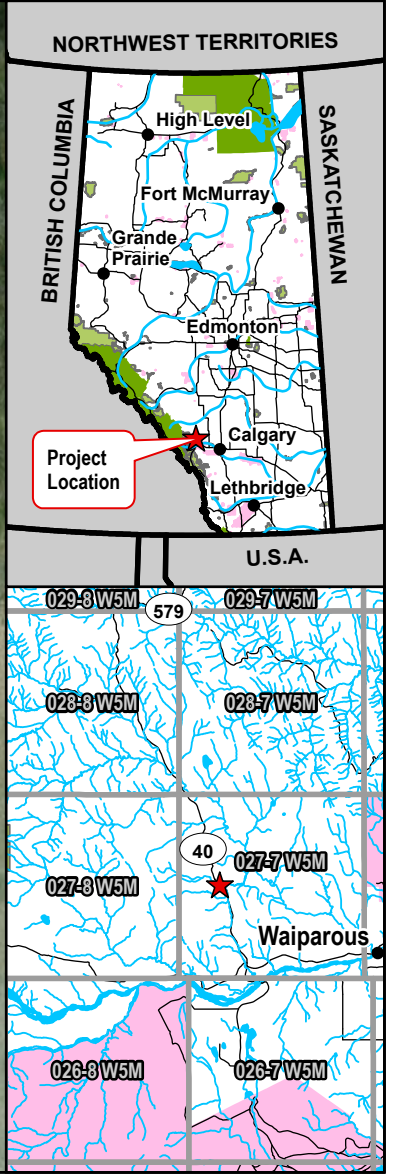 NORTHWEST TERRITORIES
BRITISH COLUMBIA
SASKATCHEWAN
High Level
Fort McMurray
Grande
Prairie
Edmonton
Calgary
Project
Location
Lethbridge
U.S.A.
029-8 W5M
579
029-7 W5M
028-8 W5M
028-7 W5M
40
027-7 W5M
027-8 W5M
Waiparous
026-8 W5M
026-7 W5M